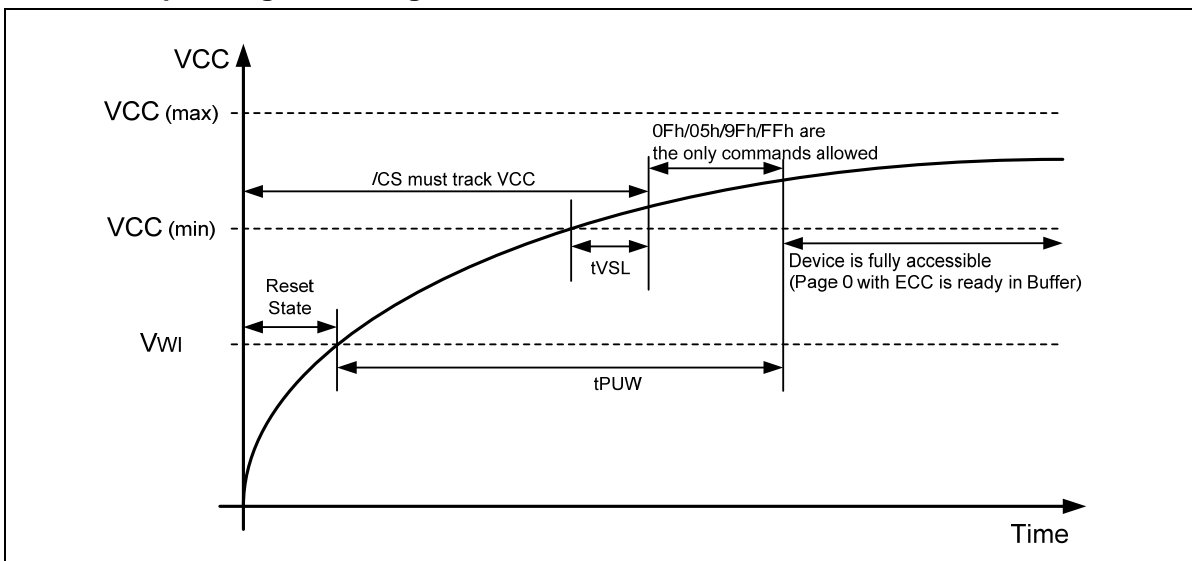 VCC
VCC (max)
0Fh/05h/9Fh/FFh are
the only commands allowed
/CS must track VCC
VCC (min)
tVSL
Device is fully accessible
(Page 0 with ECC is ready in Buffer)
Reset
State
VWI
tPUW
Time